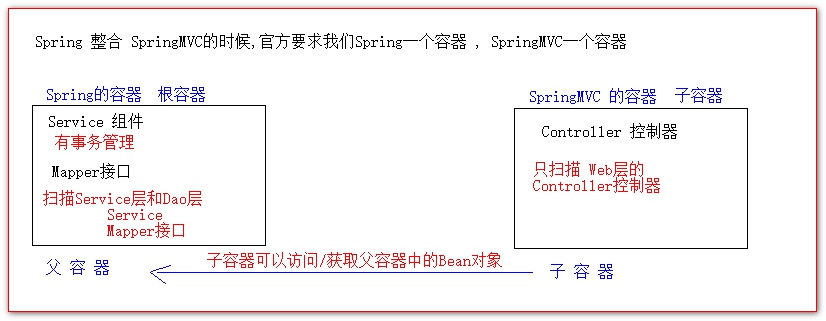 Spring 整合 SpringMVC的时候,官方要求我们Spring一个容器 , SpringMVC一个容器
Spring的容器 根容器
Service 组件
有事务管理
Mapper接口
扫描Service层和Dao层
Service
Mapper接口
父 容 器
子容器可以访问/获取父容器中的Bean对象
SpringMVC 的容器 子容器
Controller 控制器
只扫描 Web层的
Controller控制器
子 容 器